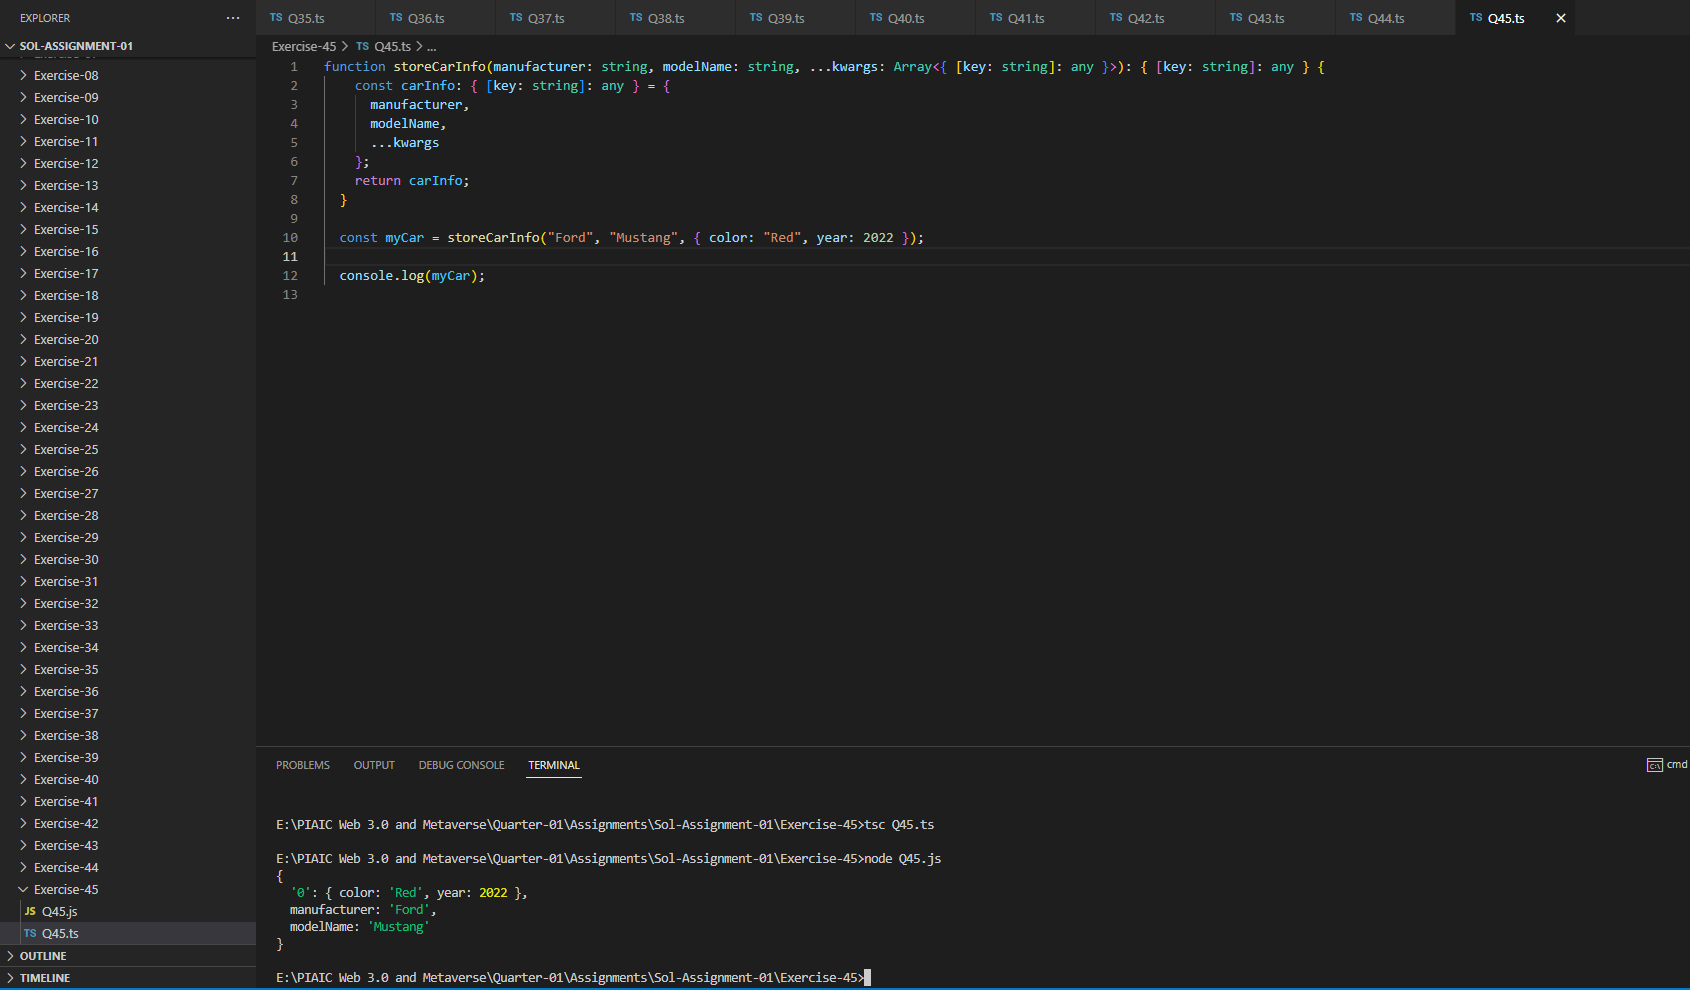 EXPLORER
SOL-ASSIGNMENT-01
Exercise-08
Exercise-09
Exercise-10
Exercise-11
Exercise-12
Exercise-13
Exercise-14
Exercise-15
Exercise-16
Exercise-17
Exercise-18
Exercise-19
Exercise-20
Exercise-21
Exercise-22
Exercise-23
Exercise-24
Exercise-25
Exercise-26
Exercise-27
Exercise-28
Exercise-29
Exercise-30
Exercise-31
Exercise-32
Exercise-33
Exercise-34
Exercise-35
Exercise-36
Exercise-37
Exercise-38
Exercise-39
Exercise-40
Exercise-41
Exercise-42
Exercise-43
Exercise-44
Exercise-45
JS Q45.js
TS Q45.ts
OUTLINE
TIMELINE
TS Q35.ts TS Q36.ts TS Q37.ts TS Q38.ts TS Q39.ts TS Q40.ts TS Q41.ts TS Q42.ts TS Q43.ts TS Q44.ts TS Q45.ts
Exercise-45 > TS Q45.ts > ...
1 function storeCarInfo(manufacturer: string, modelName: string, ...kwargs: Array<{ [key: string]: any }>): { [key: string]: any } {
2 const carInfo: { [key: string]: any } = {
3 manufacturer,
4 modelName,
5 ...kwargs
6 };
7 return carInfo;
8 }
9
10 const myCar = storeCarInfo("Ford", "Mustang", { color: "Red", year: 2022 });
11
12 console.log(myCar);
13
PROBLEMS OUTPUT DEBUG CONSOLE TERMINAL
cmd
E:\PIAIC Web 3.0 and Metaverse\Quarter-01\Assignments\Sol-Assignment-01\Exercise-45>tsc Q45.ts
E:\PIAIC Web 3.0 and Metaverse\Quarter-01\Assignments\Sol-Assignment-01\Exercise-45>node Q45.js
{
'0': { color: 'Red', year: 2022 },
manufacturer: 'Ford',
modelName: 'Mustang'
}
E:\PIAIC Web 3.0 and Metaverse\Quarter-01\Assignments\Sol-Assignment-01\Exercise-45>